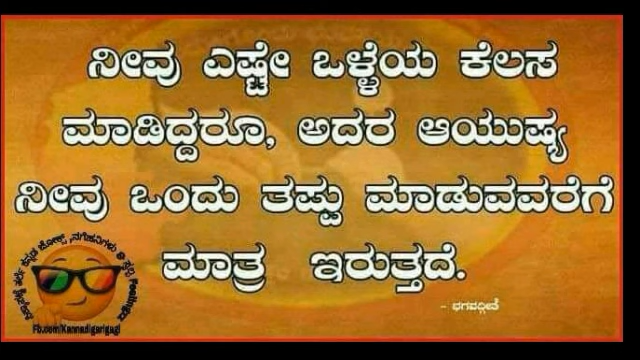 ನೀವು ಎಷ್ಟೇ ಒಳ್ಳೆಯ ಕೆಲಸ
ಮಾಡಿದ್ದರೂ, ಅದರ ಆಯುಷ್ಯ
ನೀವು ಒಂದು ತಪ್ಪು ಮಾಡುವವರೆಗೆ
ಮಾತ್ರ ಇರುತ್ತದೆ.
- ಭಗವದ್ಗೀತೆ
Fb.com/Kannadigarigagi